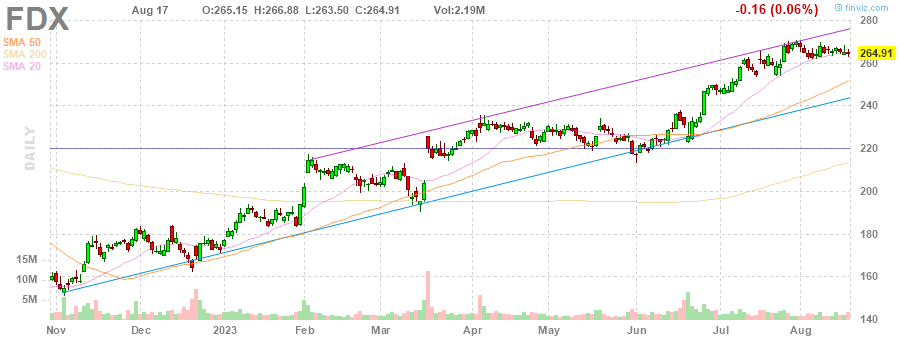 FDX
Aug 17 O:265.15 H:266.88 L:263.50 C:264.91 Vol:2.19M -0.16 (0.06%)
© finviz.com
SMA 50
SMA 200
SMA 20
DAILY
280
264.91
260
240
220
200
180
160
140
15M
10M
5M
Nov Dec 2023 Feb Mar Apr May Jun Jul Aug